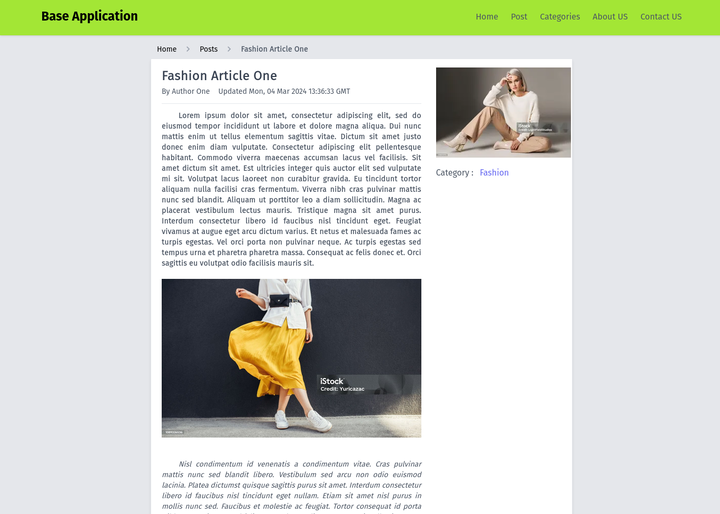 Base Application
Home Post Categories About US Contact US
Home > Posts > Fashion Article One
Fashion Article One
By Author One Updated Mon, 04 Mar 2024 13:36:33 GMT
Lorem ipsum dolor sit amet, consectetur adipiscing elit, sed do
eiusmod tempor incididunt ut labore et dolore magna aliqua. Dui nunc
mattis enim ut tellus elementum sagittis vitae. Dictum sit amet justo
donec enim diam vulputate. Consectetur adipiscing elit pellentesque
habitant. Commodo viverra maecenas accumsan lacus vel facilisis. Sit
amet dictum sit amet. Est ultricies integer quis auctor elit sed vulputate
mi sit. Volutpat lacus laoreet non curabitur gravida. Eu tincidunt tortor
aliquam nulla facilisi cras fermentum. Viverra nibh cras pulvinar mattis
nunc sed blandit. Aliquam ut porttitor leo a diam sollicitudin. Magna ac
placerat vestibulum lectus mauris. Tristique magna sit amet purus.
Interdum consectetur libero id faucibus nisl tincidunt eget. Feugiat
vivamus at augue eget arcu dictum varius. Et netus et malesuada fames ac
turpis egestas. Vel orci porta non pulvinar neque. Ac turpis egestas sed
tempus urna et pharetra pharetra massa. Consequat ac felis donec et. Orci
sagittis eu volutpat odio facilisis mauris sit.
iStock
Credit: Yuricazac
Nisl condimentum id venenatis a condimentum vitae. Cras pulvinar
mattis nunc sed blandit libero. Vestibulum sed arcu non odio euismod
lacinia. Platea dictumst quisque sagittis purus sit amet. Interdum consectetur
libero id faucibus nisl tincidunt eget nullam. Etiam sit amet nisl purus in
mollis nunc sed. Faucibus et molestie ac feugiat. Tortor consequat id porta
iStock
Category : Fashion